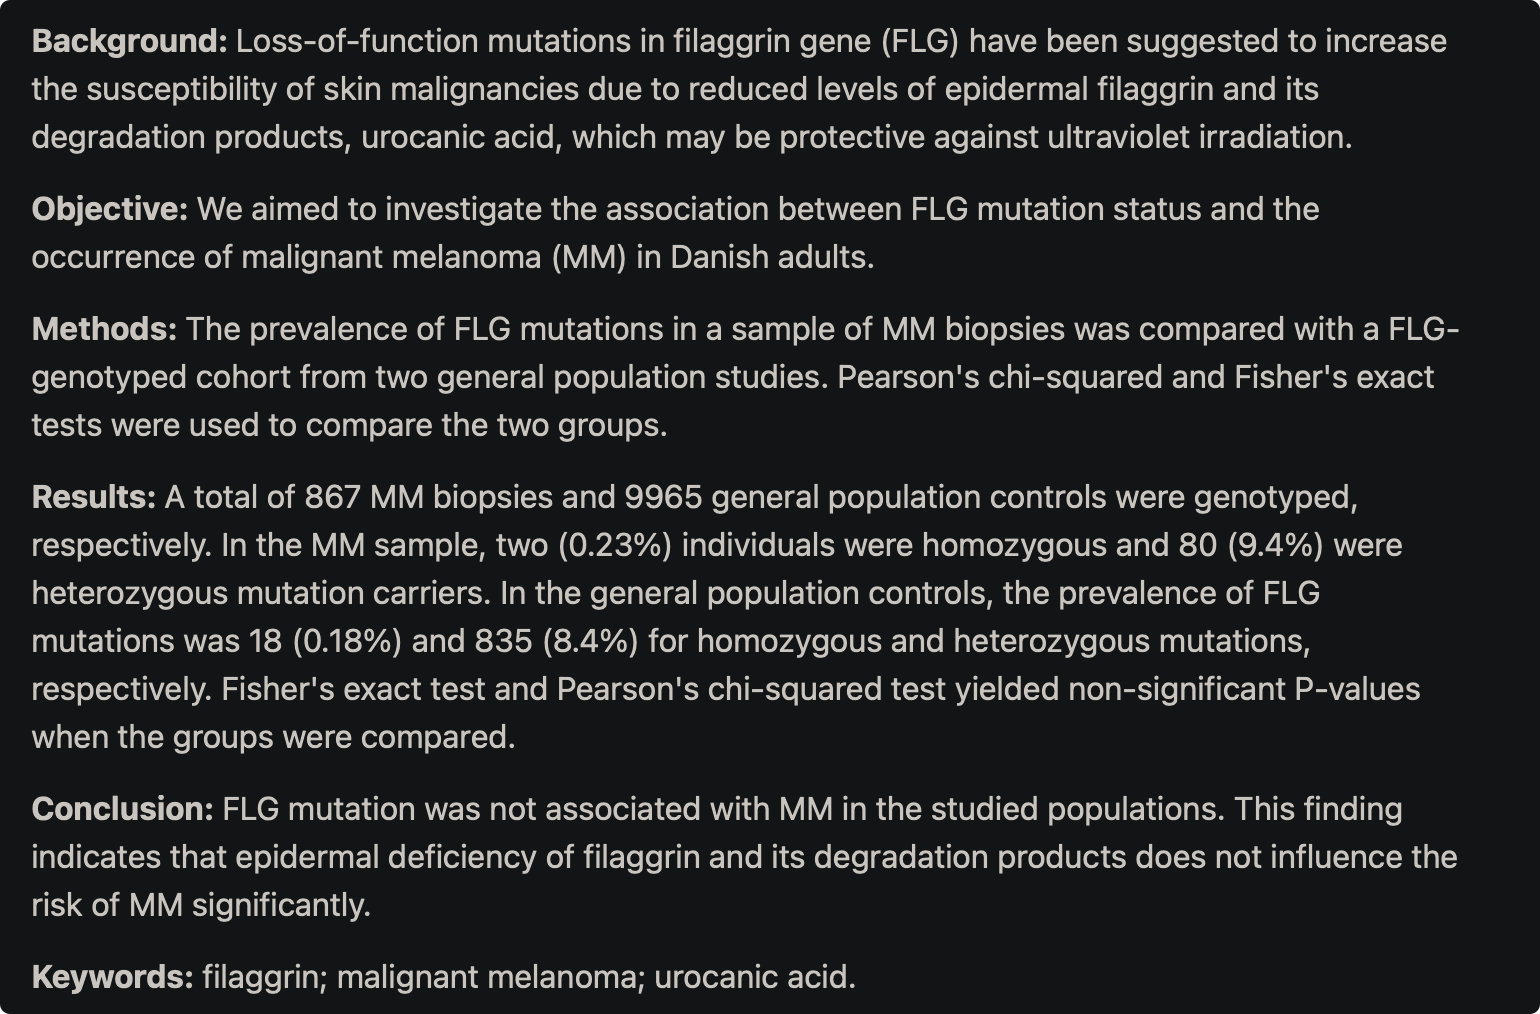 Background: Loss-of-function mutations in filaggrin gene (FLG) have been suggested to increase
the susceptibility of skin malignancies due to reduced levels of epidermal filaggrin and its
degradation products, urocanic acid, which may be protective against ultraviolet irradiation.
Objective: We aimed to investigate the association between FLG mutation status and the
occurrence of malignant melanoma (MM) in Danish adults.
Methods: The prevalence of FLG mutations in a sample of MM biopsies was compared with a FLG-
genotyped cohort from two general population studies. Pearson's chi-squared and Fisher's exact
tests were used to compare the two groups.
Results: A total of 867 MM biopsies and 9965 general population controls were genotyped,
respectively. In the MM sample, two (0.23%) individuals were homozygous and 80 (9.4%) were
heterozygous mutation carriers. In the general population controls, the prevalence of FLG
mutations was 18 (0.18%) and 835 (8.4%) for homozygous and heterozygous mutations,
respectively. Fisher's exact test and Pearson's chi-squared test yielded non-significant P-values
when the groups were compared.
Conclusion: FLG mutation was not associated with MM in the studied populations. This finding
indicates that epidermal deficiency of filaggrin and its degradation products does not influence the
risk of MM significantly.
Keywords: filaggrin; malignant melanoma; urocanic acid.